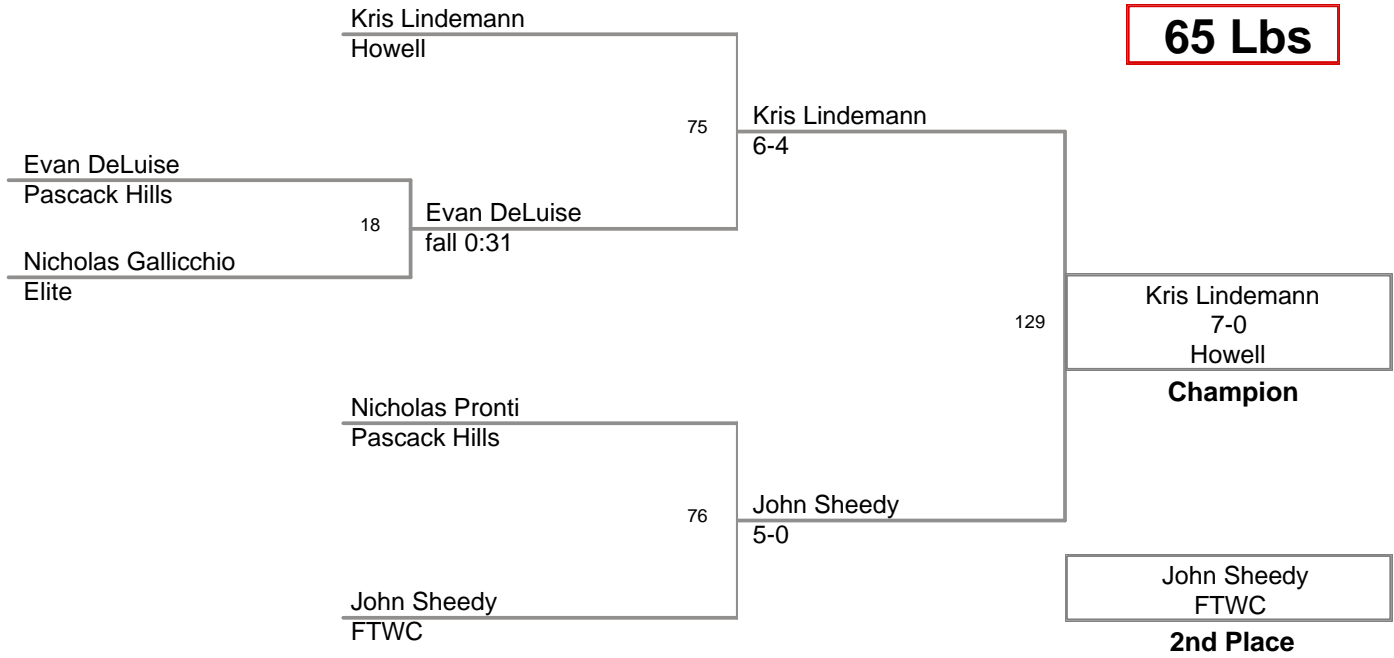 65 Lbs
Kris Lindemann
Howell
75
Kris Lindemann
6-4
Evan DeLuise
Pascack Hills
18
Evan DeLuise
fall 0:31
Nicholas Gallicchio
Elite
129
Kris Lindemann
7-0
Howell
Champion
Nicholas Pronti
Pascack Hills
76
John Sheedy
5-0
John Sheedy
FTWC
John Sheedy
FTWC
2nd Place